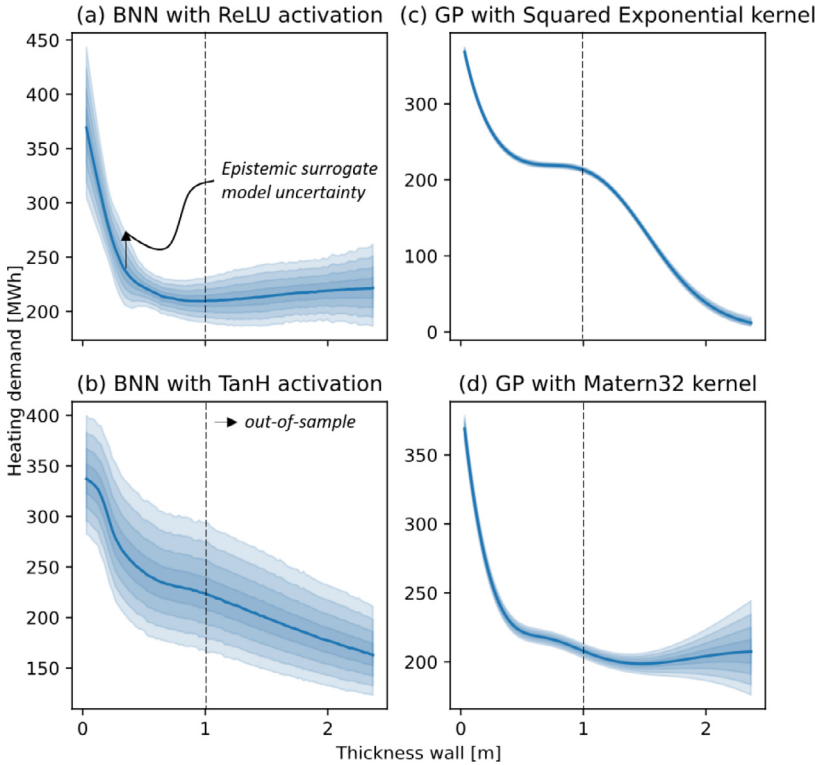 (a) BNN with ReLU activation
(c) GP with Squared Exponential kernel
450
400
350
300
250
200
Epistemic surrogate
model uncertainty
300
200
100
0
Heating demand [MWh]
(b) BNN with TanH activation
(d) GP with Matern32 kernel
400
350
300
250
200
150
out-of-sample
350
300
250
200
0
1
2
0
1
2
Thickness wall [m]